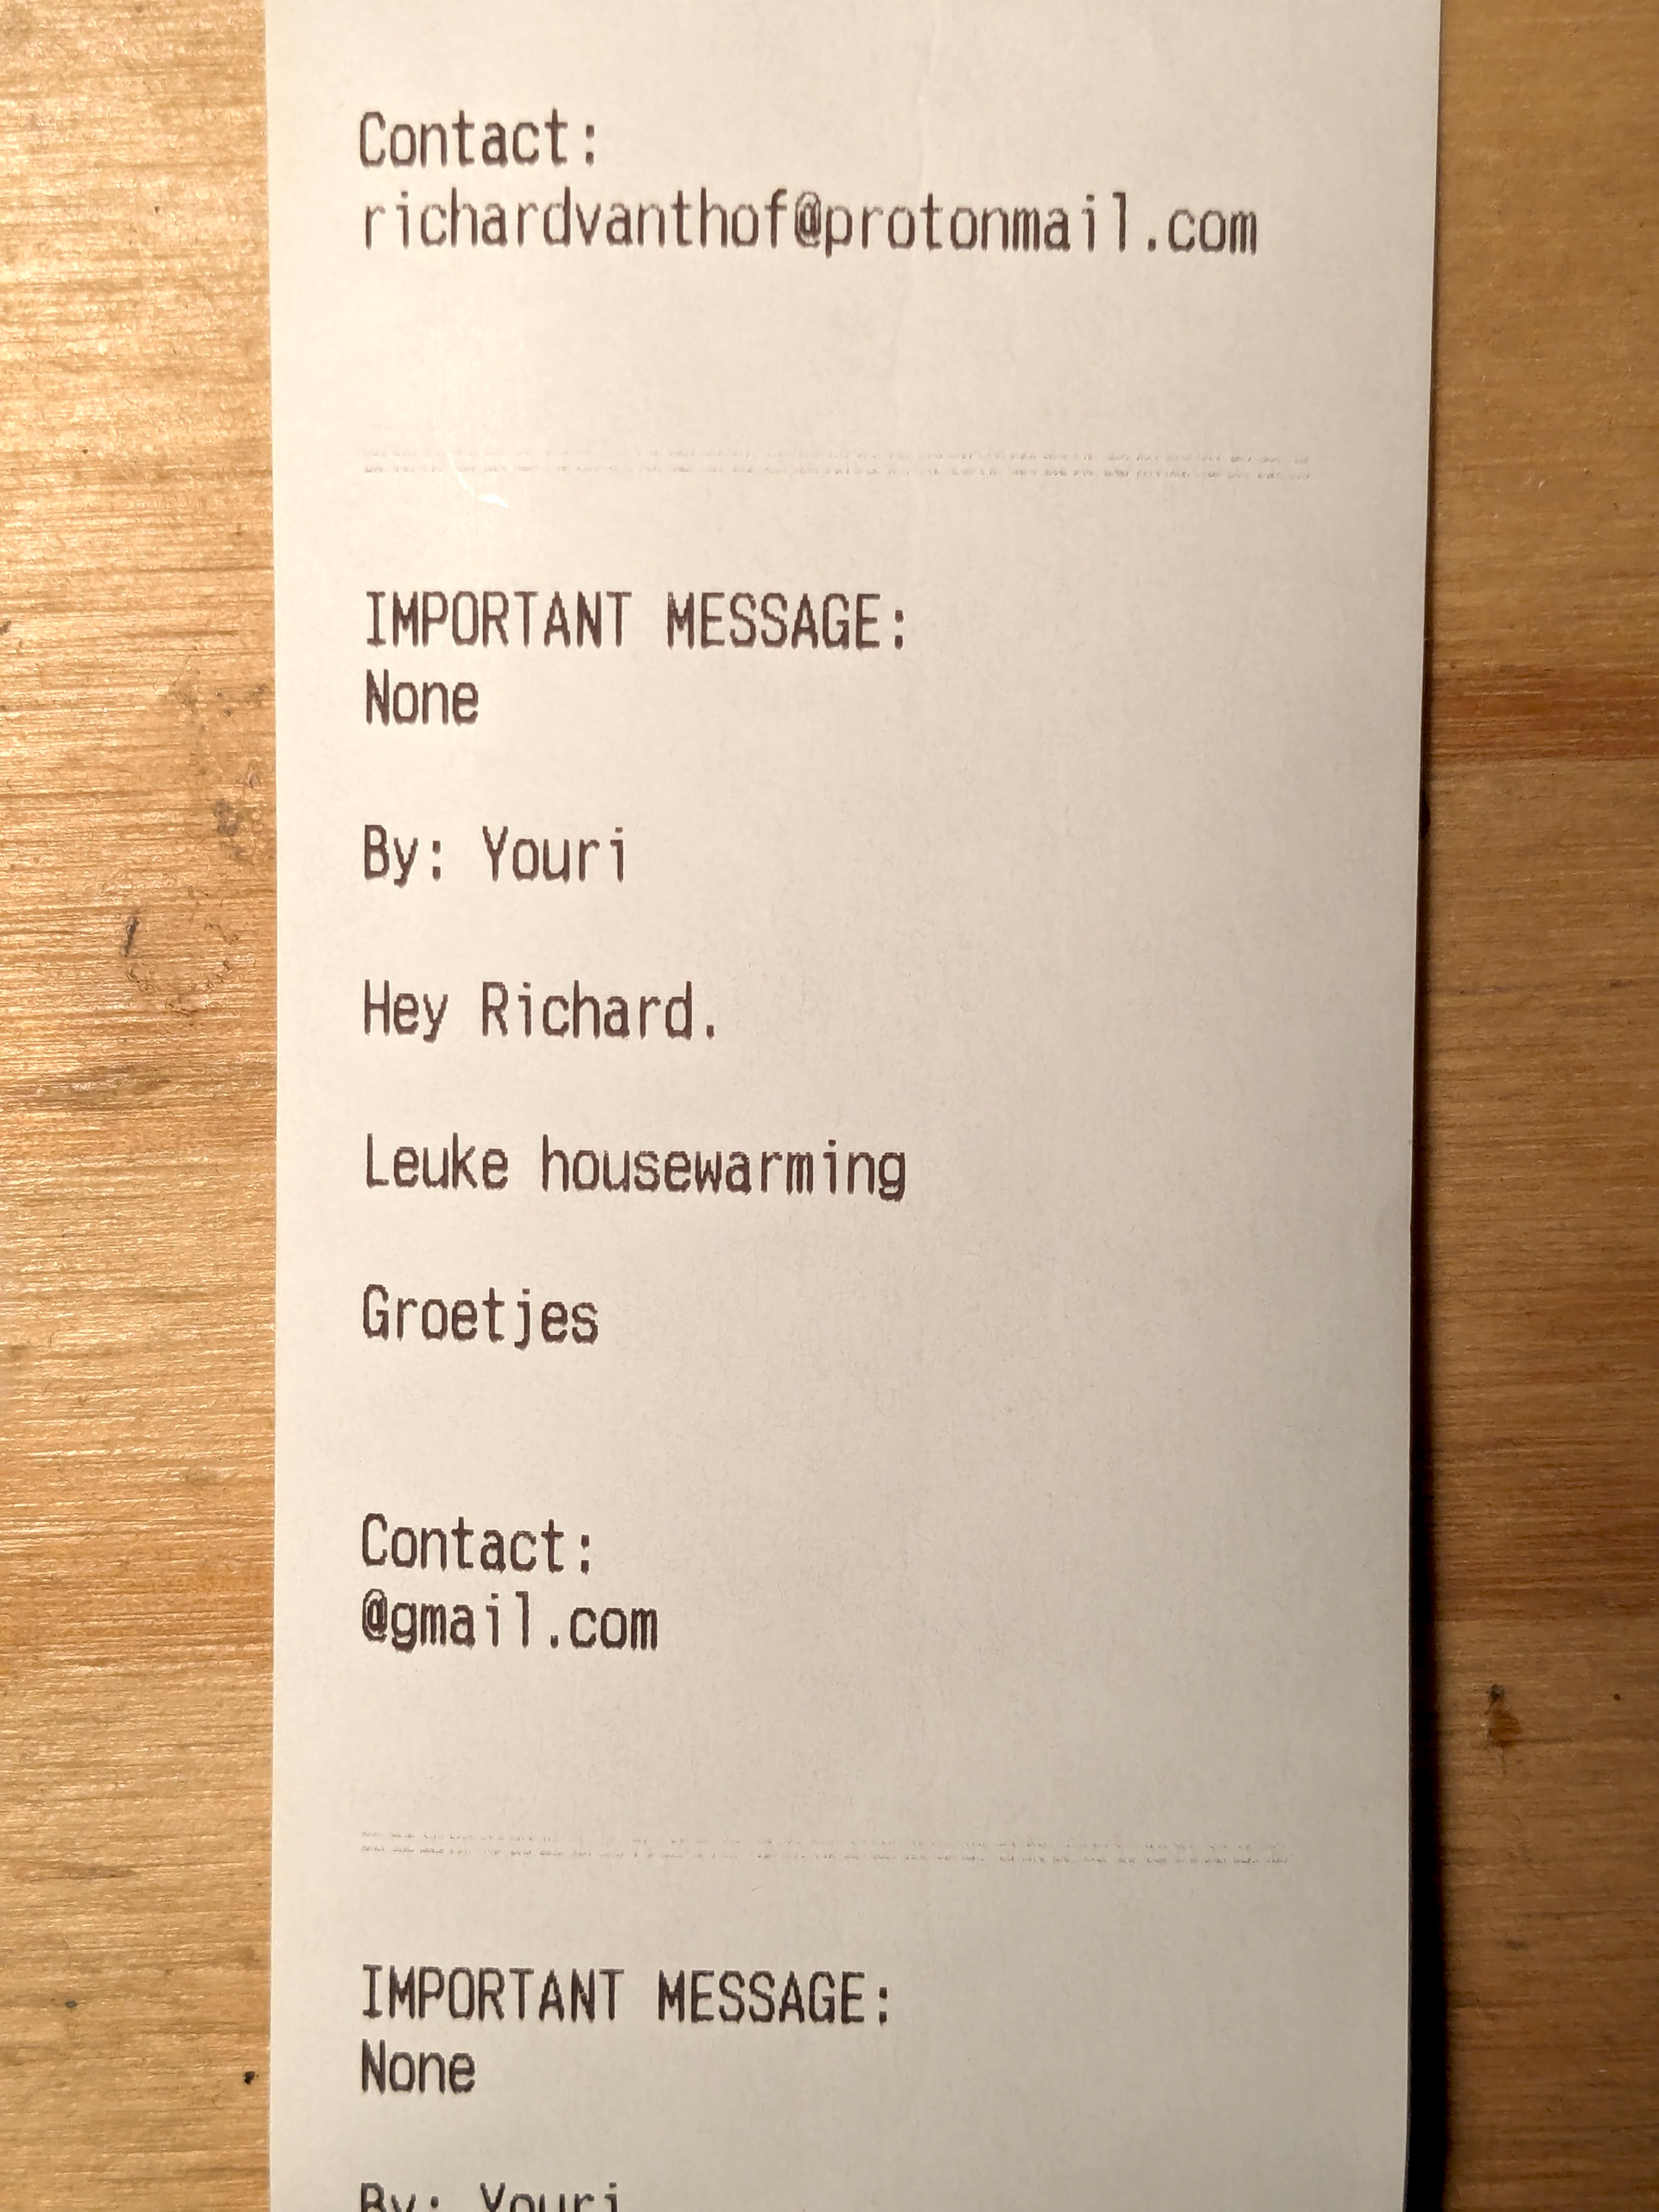 Contact:
richardvanthof@protonmail.com
IMPORTANT MESSAGE:
None
By: Youri
Hey Richard.
Leuke housewarming
Groetjes
Contact:
@gmail.com
IMPORTANT MESSAGE:
None
By: Youri